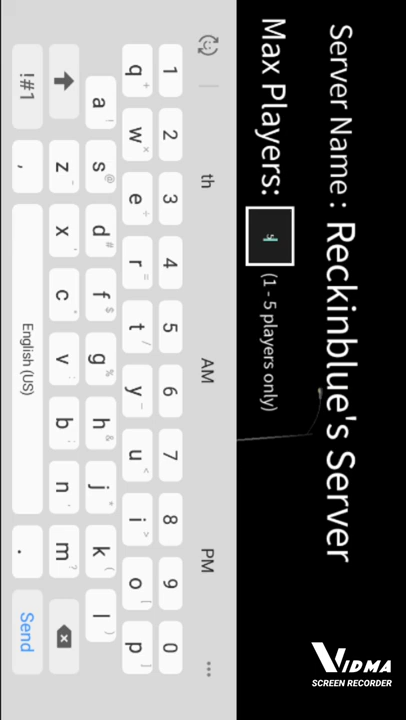 Server Name: Reckinblue's Server
Max Players:
(1 - 5 players only)
VIDMA
SCREEN RECORDER
th AM PM
1 2 3 4 5 6 7 8 9 0
q w e r t y u i o p
a s d f g h j k l
z x c v b n m
!#1 , English (US) . Send